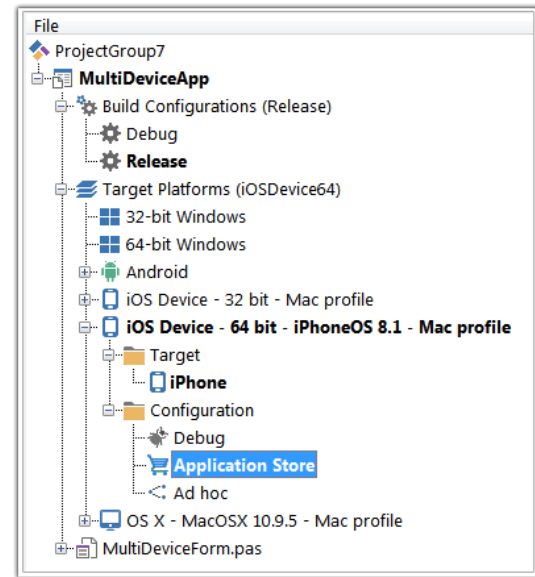 File
ProjectGroup7
MultiDeviceApp
Build Configurations (Release)
Debug
Release
Target Platforms (iOSDevice64)
32-bit Windows
64-bit Windows
Android
iOS Device - 32 bit - Mac profile
iOS Device - 64 bit - iPhoneOS 8.1 - Mac profile
Target
iPhone
Configuration
Debug
Application Store
Ad hoc
OS X - MacOSX 10.9.5 - Mac profile
MultiDeviceForm.pas